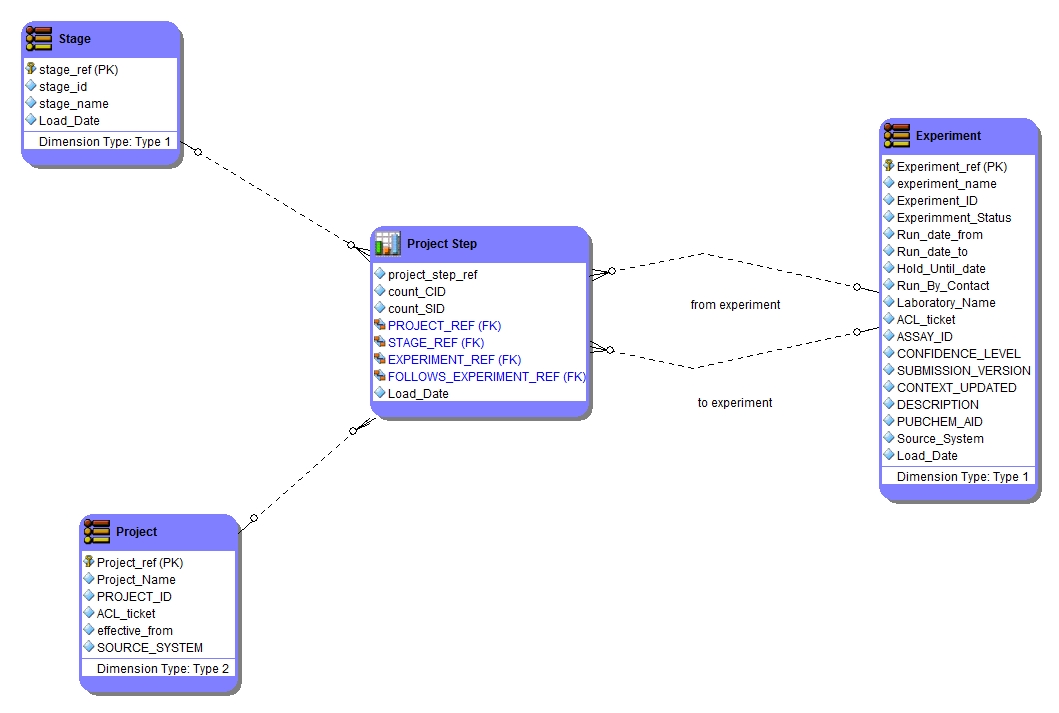 Stage
stage_ref (PK)
stage_id
stage_name
Load_Date
Dimension Type: Type 1
Experiment
Experiment_ref (PK)
experiment_name
Experiment_ID
Experimment_Status
Run_date_from
Run_date_to
Hold_Until_date
Run_By_Contact
Laboratory_Name
ACL_ticket
ASSAY_ID
CONFIDENCE_LEVEL
SUBMISSION_VERSION
CONTEXT_UPDATED
DESCRIPTION
PUBCHEM_AID
Source_System
Load_Date
Dimension Type: Type 1
Project Step
project_step_ref
count_CID
count_SID
PROJECT_REF (FK)
STAGE_REF (FK)
EXPERIMENT_REF (FK)
FOLLOWS_EXPERIMENT_REF (FK)
Load_Date
from experiment
to experiment
Project
Project_ref (PK)
Project_Name
PROJECT_ID
ACL_ticket
effective_from
SOURCE_SYSTEM
Dimension Type: Type 2